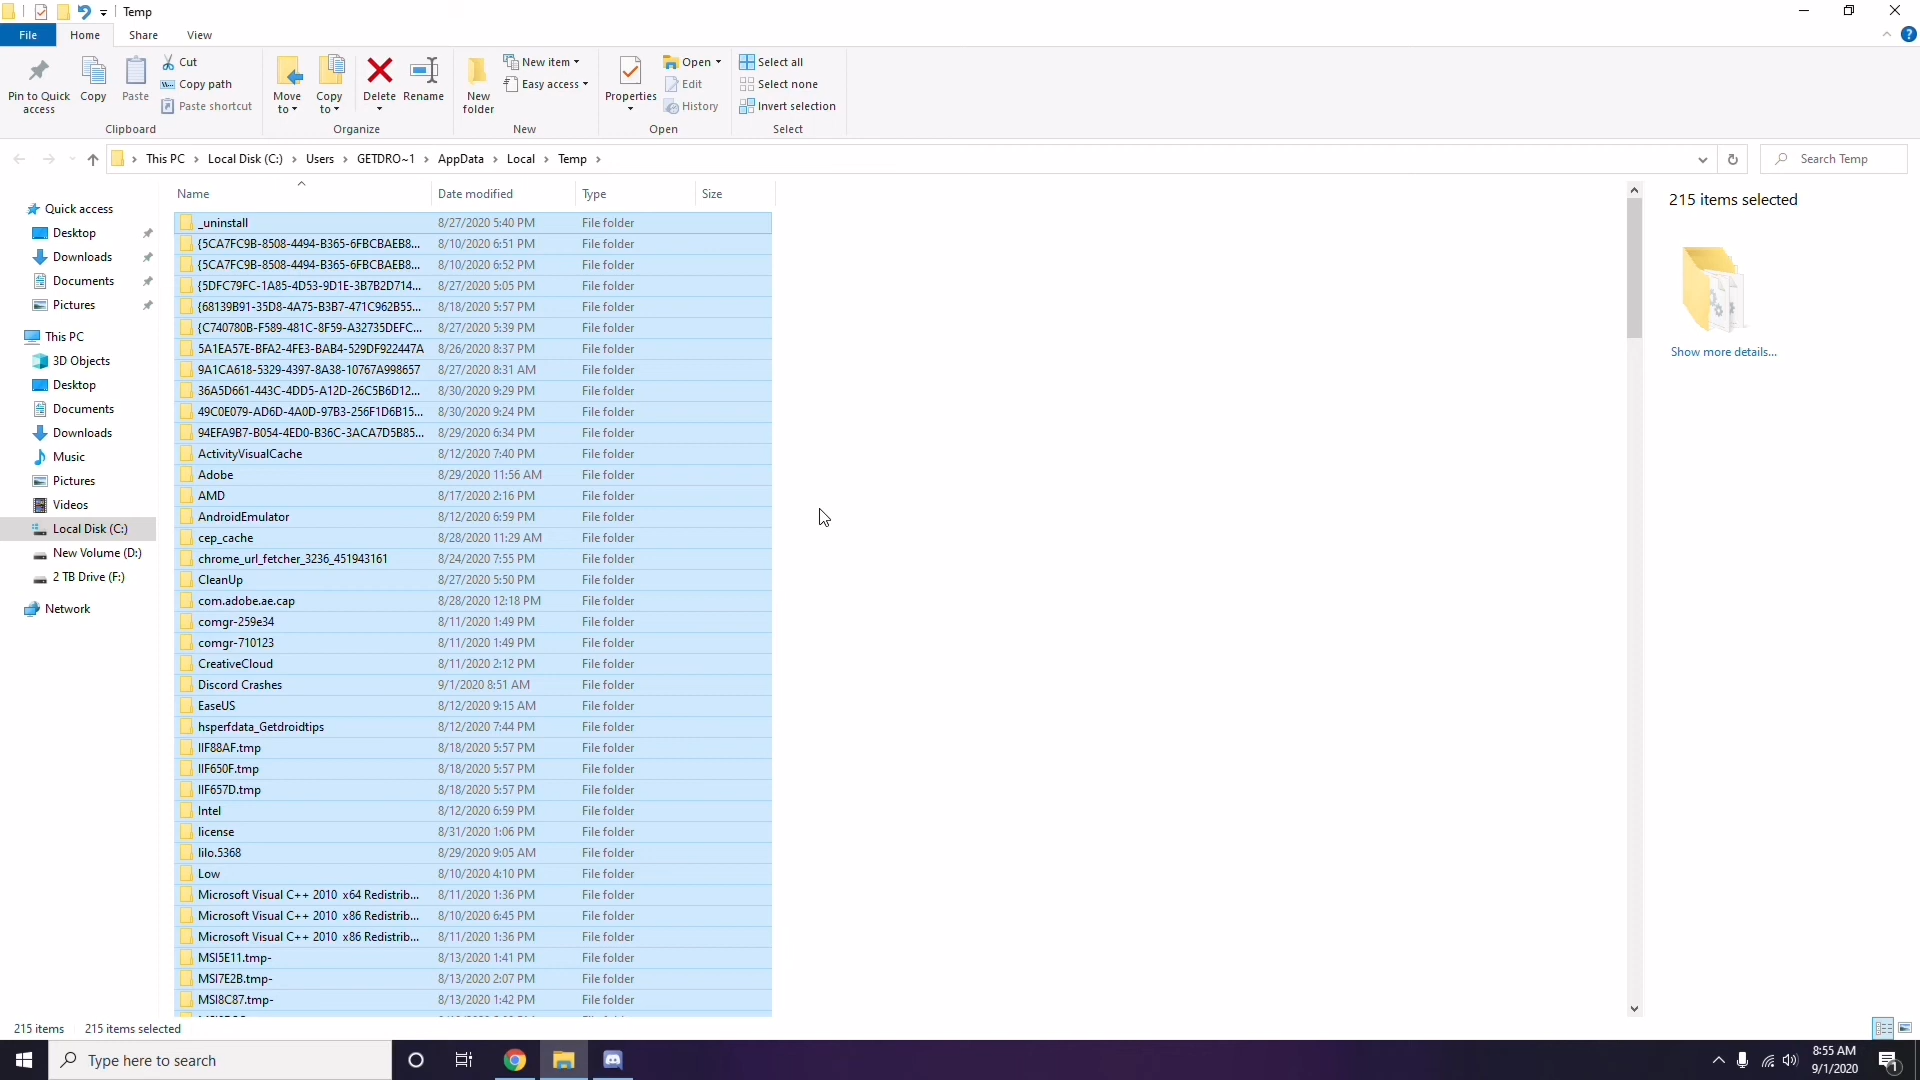 Temp
File Home Share View
Pin to Quick access
Copy
Paste
Cut
Copy path
Paste shortcut
Clipboard
Move to
Copy to
Delete
Rename
Organize
New folder
New item
Easy access
New
Properties
Open
Edit
History
Open
Select all
Select none
Invert selection
Select
This PC > Local Disk (C:) > Users > GETDRO~1 > AppData > Local > Temp >
Search Temp
Quick access
Desktop
Downloads
Documents
Pictures
This PC
3D Objects
Desktop
Documents
Downloads
Music
Pictures
Videos
Local Disk (C:)
New Volume (D:)
2 TB Drive (F:)
Network
Name Date modified Type Size
_uninstall 8/27/2020 5:40 PM File folder
{5CA7FC9B-8508-4494-B365-6FBCBAEB8... 8/10/2020 6:51 PM File folder
{5CA7FC9B-8508-4494-B365-6FBCBAEB8... 8/10/2020 6:52 PM File folder
{5DFC79FC-1A85-4D53-9D1E-3B7B2D714... 8/27/2020 5:05 PM File folder
{68139B91-35D8-4A75-B3B7-471C962B55... 8/18/2020 5:57 PM File folder
{C740780B-F589-481C-8F59-A32735DEFC... 8/27/2020 5:39 PM File folder
5A1EA57E-BFA2-4FE3-BAB4-529DF922447A 8/26/2020 8:37 PM File folder
9A1CA618-5329-4397-8A38-10767A998657 8/27/2020 8:31 AM File folder
36A5D661-443C-4DD5-A12D-26C5B6D12... 8/30/2020 9:29 PM File folder
49C0E079-AD6D-4A0D-97B3-256F1D6B15... 8/30/2020 9:24 PM File folder
94EFA9B7-B054-4ED0-B36C-3ACA7D5B85... 8/29/2020 6:34 PM File folder
ActivityVisualCache 8/12/2020 7:40 PM File folder
Adobe 8/29/2020 11:56 AM File folder
AMD 8/17/2020 2:16 PM File folder
AndroidEmulator 8/12/2020 6:59 PM File folder
cep_cache 8/28/2020 11:29 AM File folder
chrome_url_fetcher_3236_451943161 8/24/2020 7:55 PM File folder
CleanUp 8/27/2020 5:50 PM File folder
com.adobe.ae.cap 8/28/2020 12:18 PM File folder
comgr-259e34 8/11/2020 1:49 PM File folder
comgr-710123 8/11/2020 1:49 PM File folder
CreativeCloud 8/11/2020 2:12 PM File folder
Discord Crashes 9/1/2020 8:51 AM File folder
EaseUS 8/12/2020 9:15 AM File folder
hsperfdata_Getdroidtips 8/12/2020 7:44 PM File folder
IIF88AF.tmp 8/18/2020 5:57 PM File folder
IIF650F.tmp 8/18/2020 5:57 PM File folder
IIF657D.tmp 8/18/2020 5:57 PM File folder
Intel 8/12/2020 6:59 PM File folder
license 8/31/2020 1:06 PM File folder
lilo.5368 8/29/2020 9:05 AM File folder
Low 8/10/2020 4:10 PM File folder
Microsoft Visual C++ 2010 x64 Redistrib... 8/11/2020 1:36 PM File folder
Microsoft Visual C++ 2010 x86 Redistrib... 8/10/2020 6:45 PM File folder
Microsoft Visual C++ 2010 x86 Redistrib... 8/11/2020 1:36 PM File folder
MSI5E11.tmp- 8/13/2020 1:41 PM File folder
MSI7E2B.tmp- 8/13/2020 2:07 PM File folder
MSI8C87.tmp- 8/13/2020 1:42 PM File folder
215 items selected
Show more details...
215 items 215 items selected
Type here to search
8:55 AM
9/1/2020
1